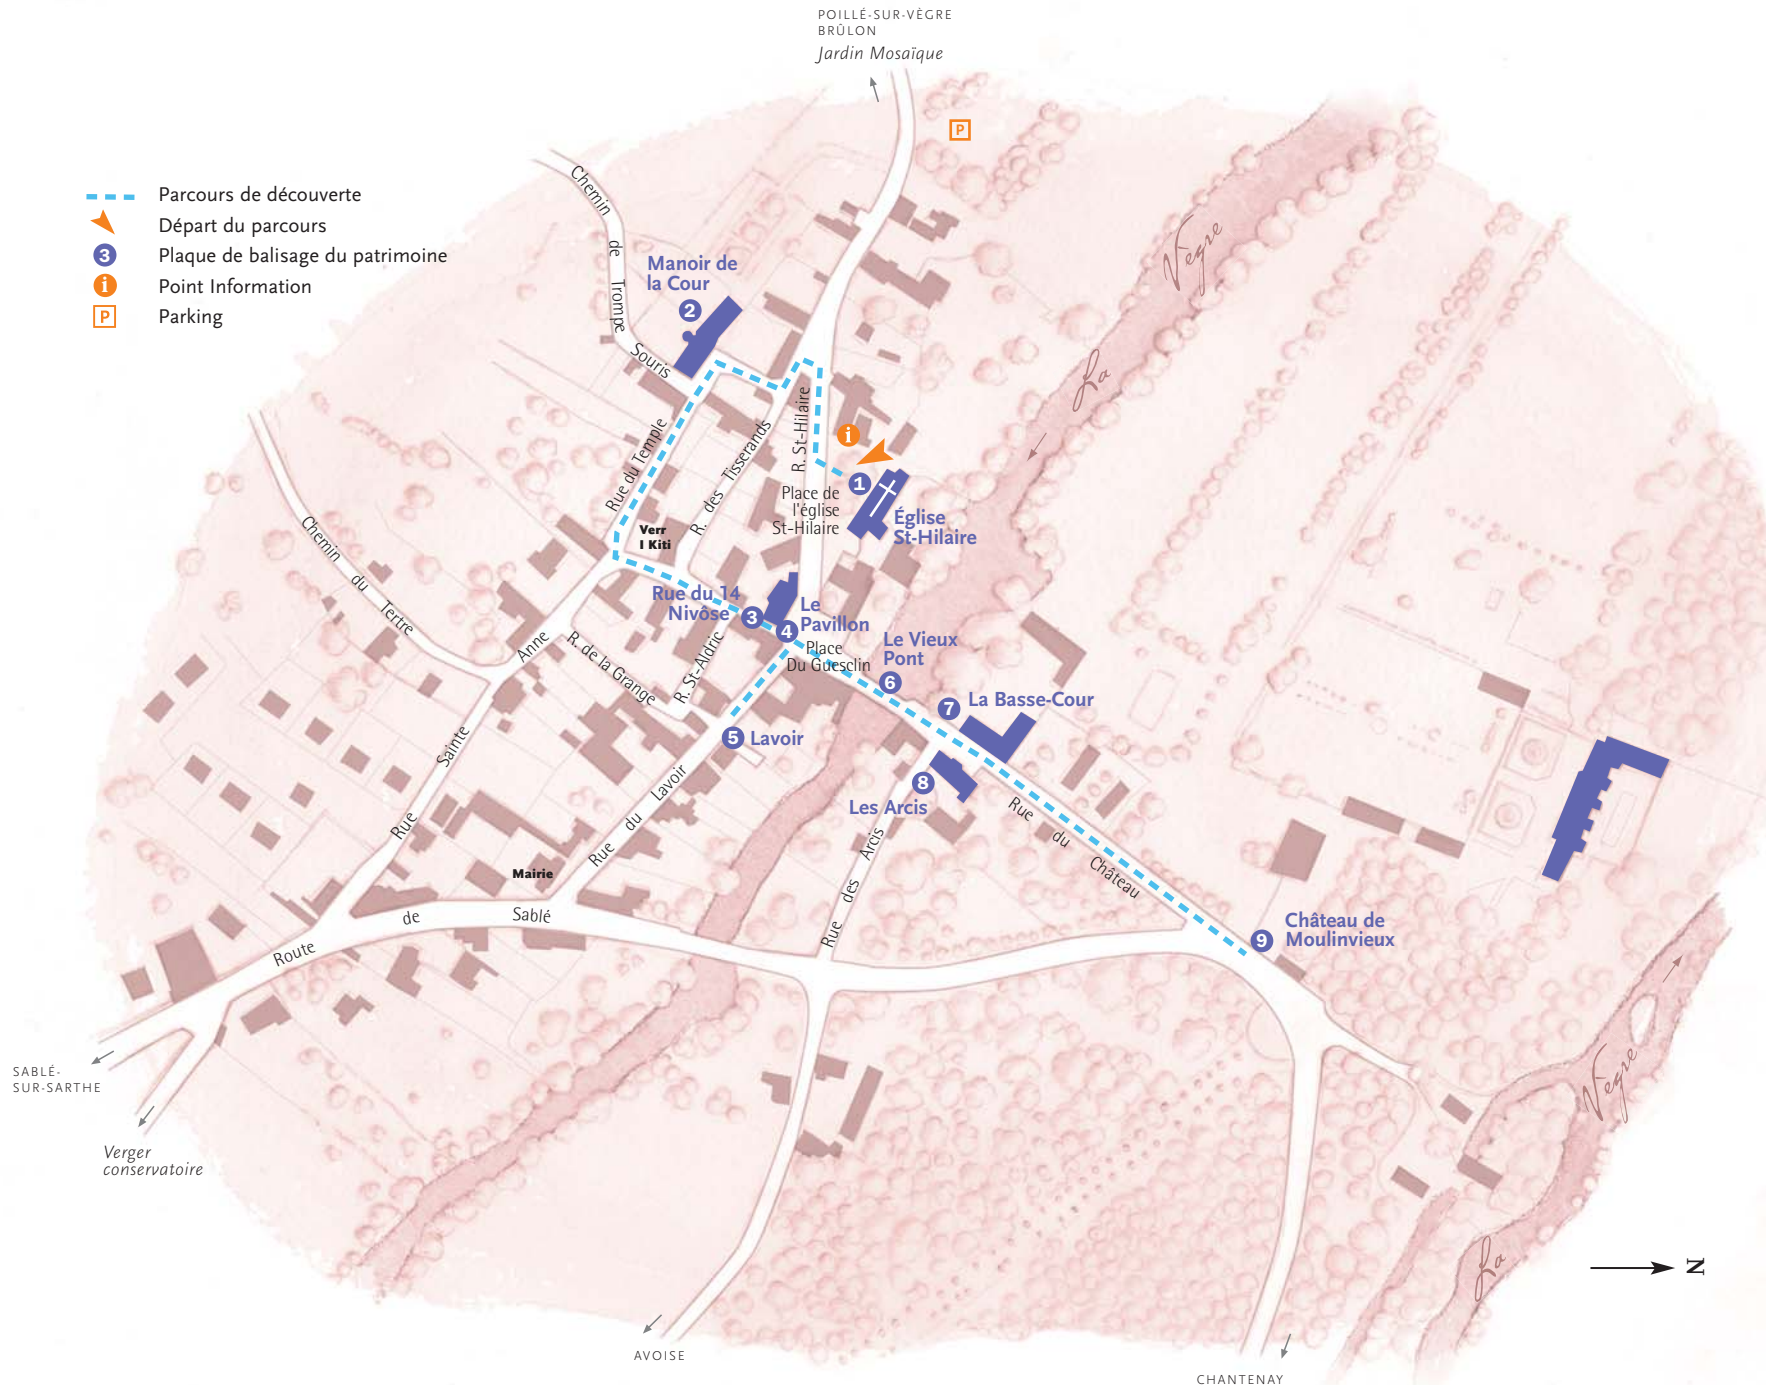 POILLÉ-SUR-VÈGRE
BRÛLON
Jardin Mosaïque
P
Parcours de découverte
Départ du parcours
3 Plaque de balisage du patrimoine
i Point Information
P Parking
Chemin de Trompe Souris
Manoir de
la Cour
2
La Vègre
Rue du Temple
R. des Tisserands
R. St-Hilaire
i
1
Place de
l'église
St-Hilaire
Église
St-Hilaire
Verr
I Kiti
Chemin du Tertre
Rue du 14
Nivôse
3
Le
Pavillon
4
Place
Du Guesclin
Le Vieux
Pont
6
R. de la Grange
R. St-Aldric
7 La Basse-Cour
5 Lavoir
8
Les Arcis
Rue Sainte Anne
Rue du Lavoir
Rue des Arcis
Rue du Château
Mairie
Route de Sablé
9
Château de
Moulinvieux
SABLÉ-
SUR-SARTHE
Verger
conservatoire
La Vègre
N
AVOISE
CHANTENAY